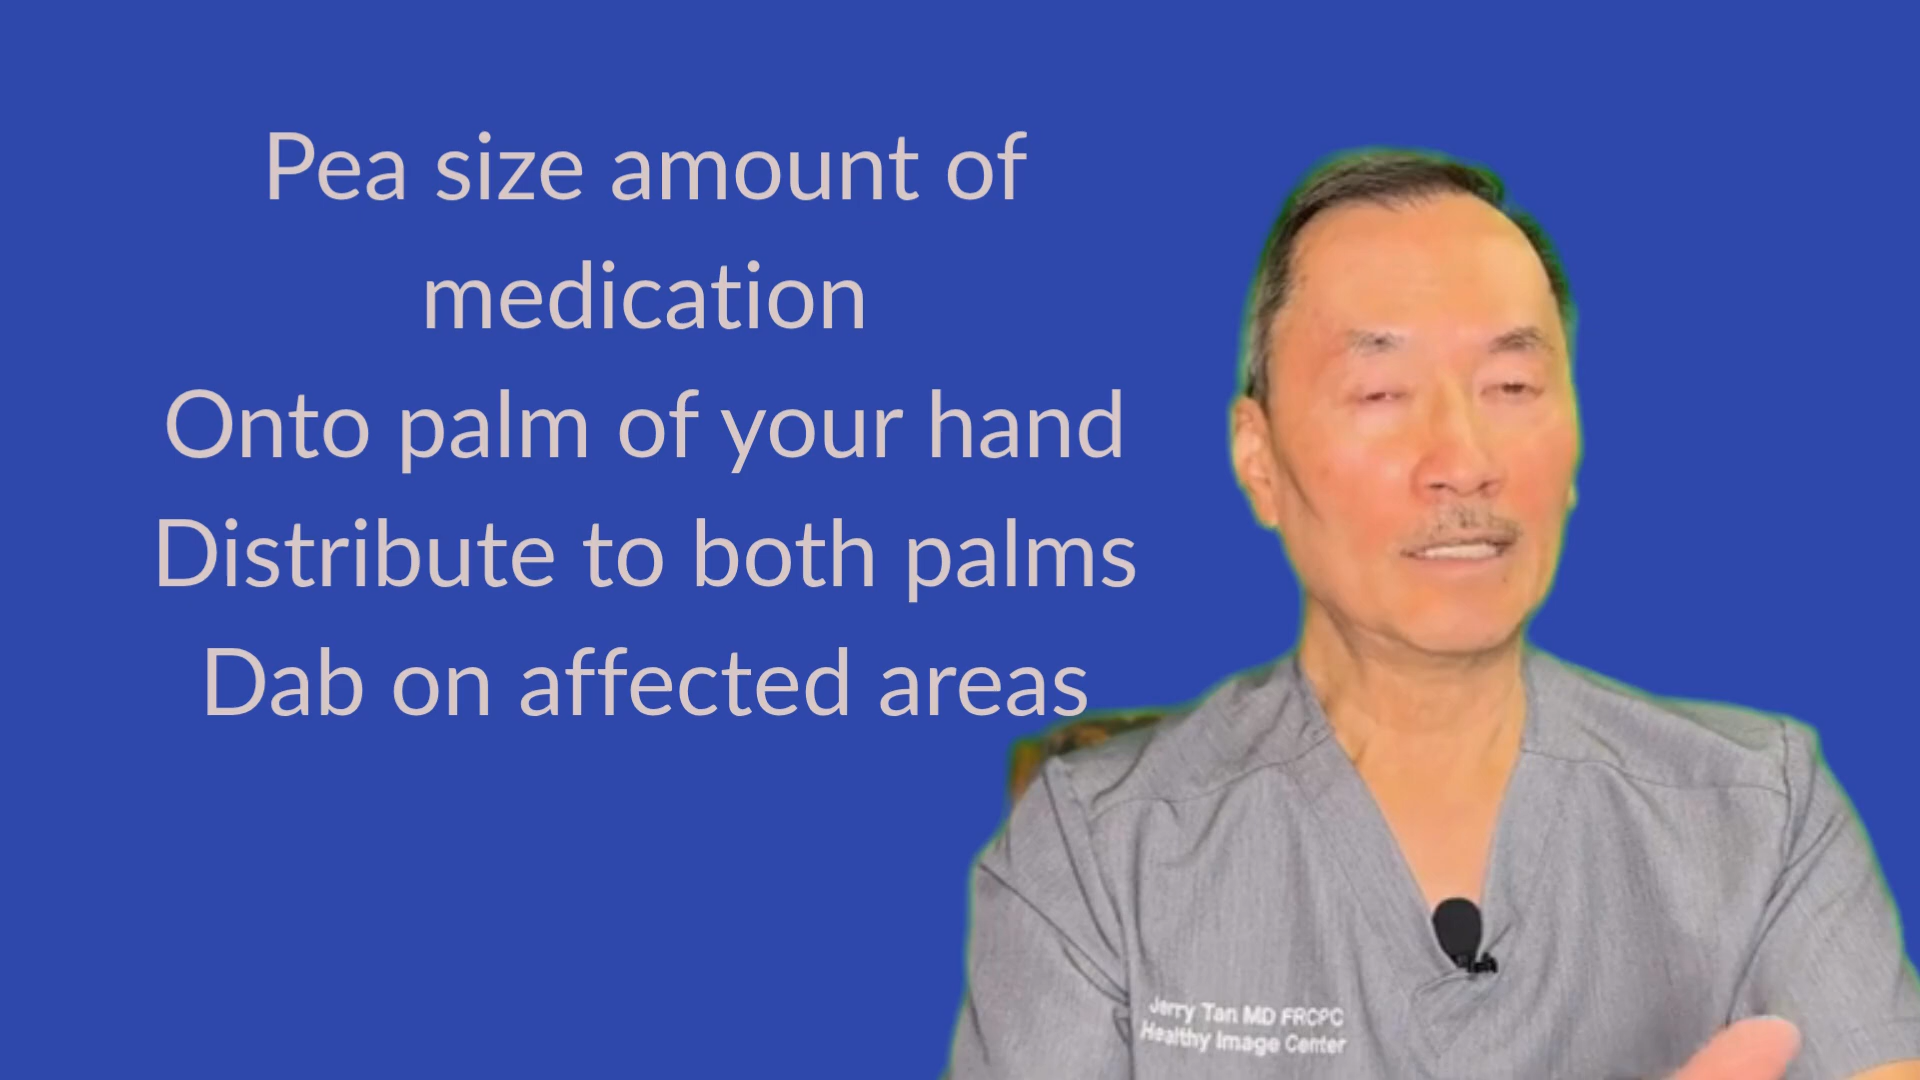 Pea size amount of
medication
Onto palm of your hand
Distribute to both palms
Dab on affected areas
Jerry Tan MD FRCPC
Healthy Image Center